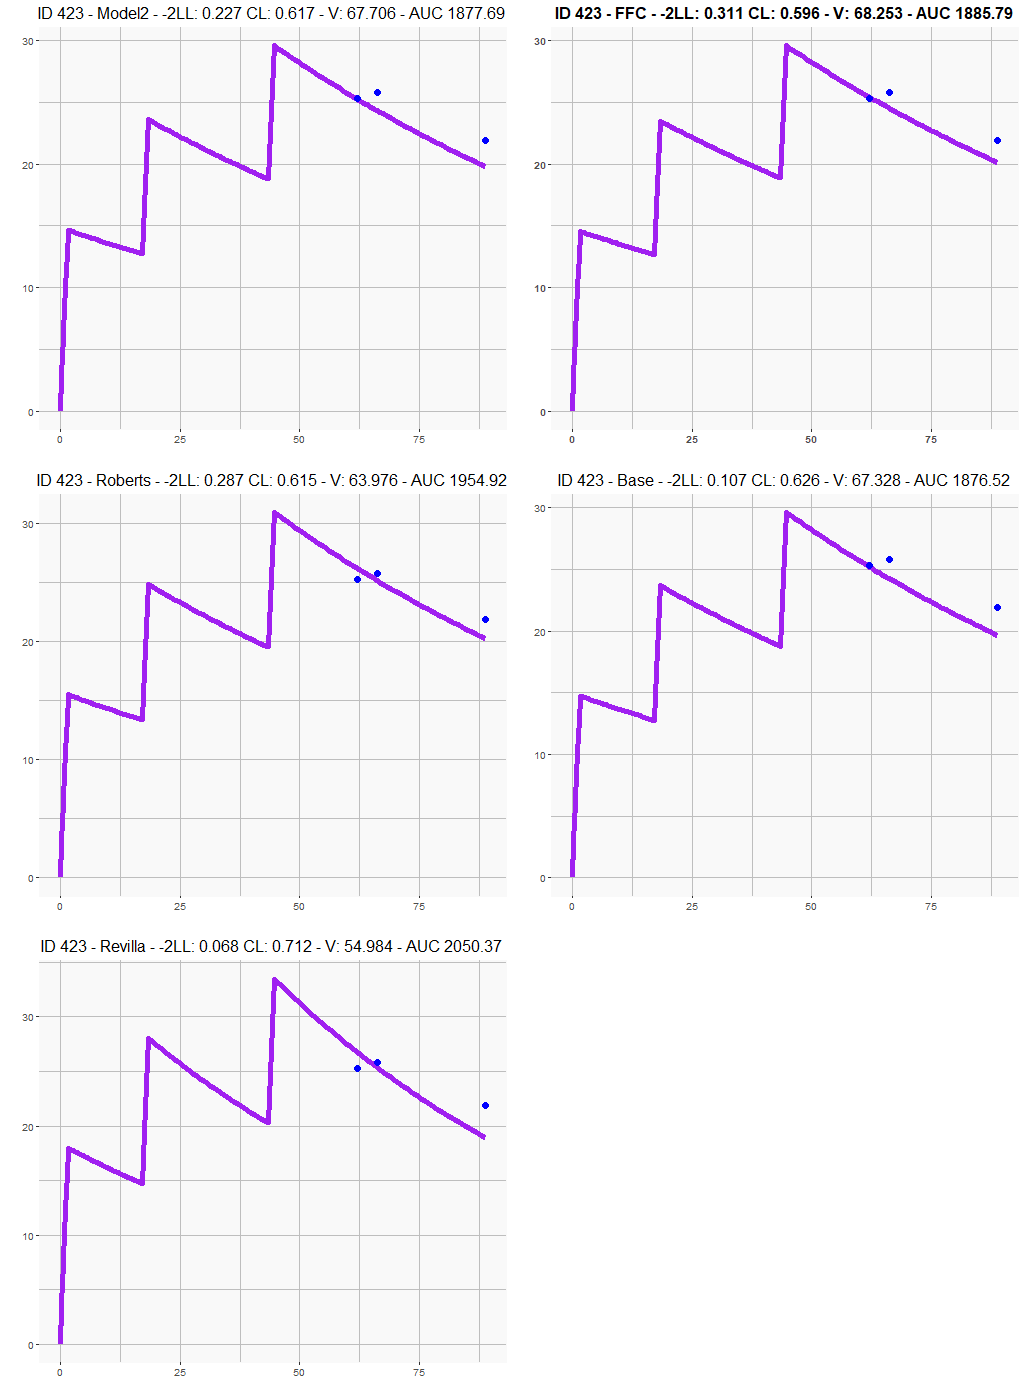 ID 423 - Model2 - -2LL: 0.227 CL: 0.617 - V: 67.706 - AUC 1877.69
30
20
10
0
0 25 50 75
ID 423 - FFC - -2LL: 0.311 CL: 0.596 - V: 68.253 - AUC 1885.79
30
20
10
0
0 25 50 75
ID 423 - Roberts - -2LL: 0.287 CL: 0.615 - V: 63.976 - AUC 1954.92
30
20
10
0
0 25 50 75
ID 423 - Base - -2LL: 0.107 CL: 0.626 - V: 67.328 - AUC 1876.52
30
20
10
0
0 25 50 75
ID 423 - Revilla - -2LL: 0.068 CL: 0.712 - V: 54.984 - AUC 2050.37
30
20
10
0
0 25 50 75